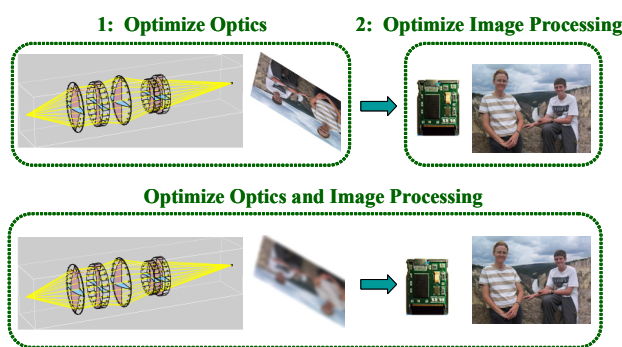 1: Optimize Optics
2: Optimize Image Processing
Optimize Optics and Image Processing